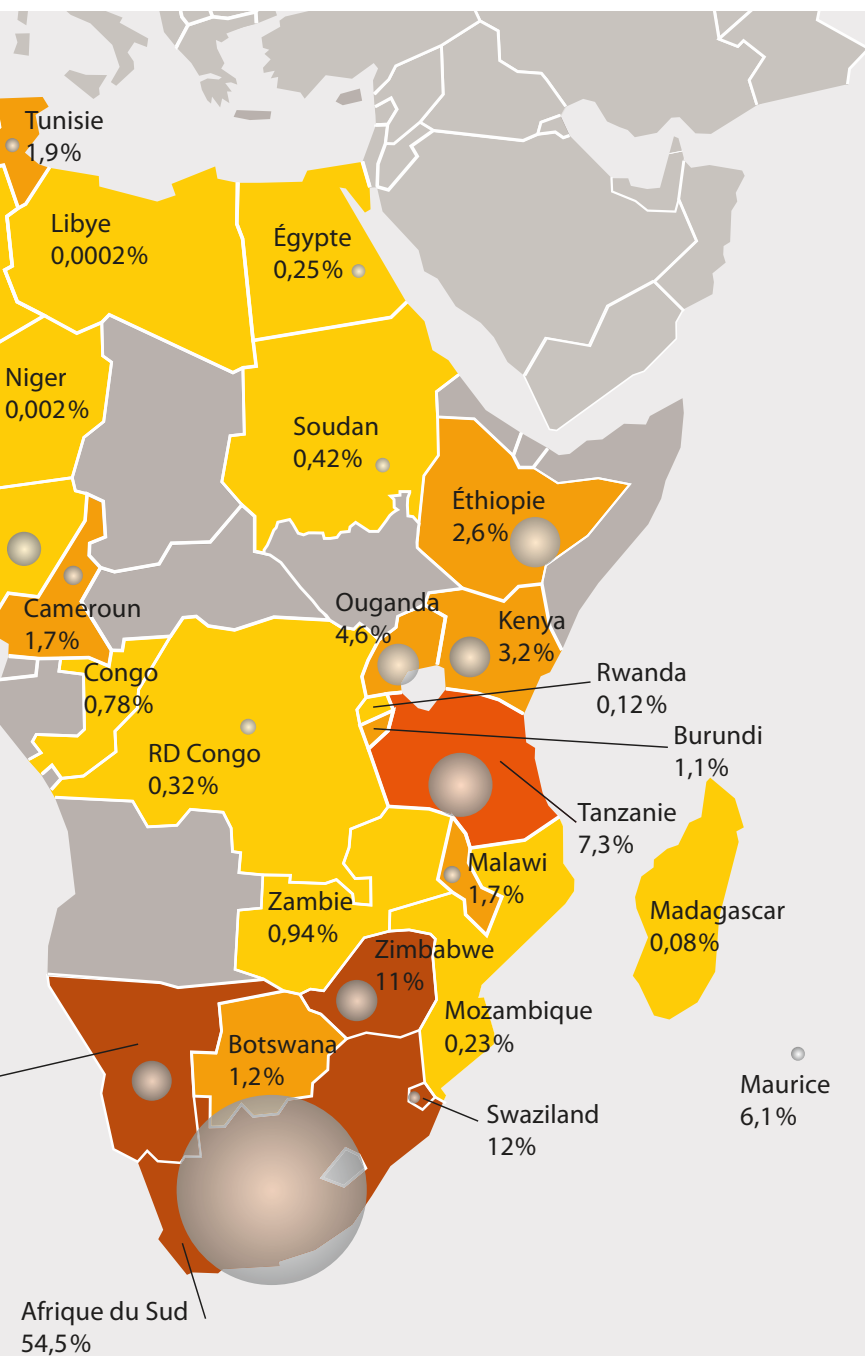 Tunisie
1,9%
Libye
0,0002%
Égypte
0,25%
Niger
0,002%
Soudan
0,42%
Éthiopie
2,6%
Cameroun
1,7%
Ouganda
4,6%
Kenya
3,2%
Congo
0,78%
Rwanda
0,12%
RD Congo
0,32%
Burundi
1,1%
Tanzanie
7,3%
Malawi
1,7%
Zambie
0,94%
Madagascar
0,08%
Zimbabwe
11%
Mozambique
0,23%
Botswana
1,2%
Maurice
6,1%
Swaziland
12%
Afrique du Sud
54,5%